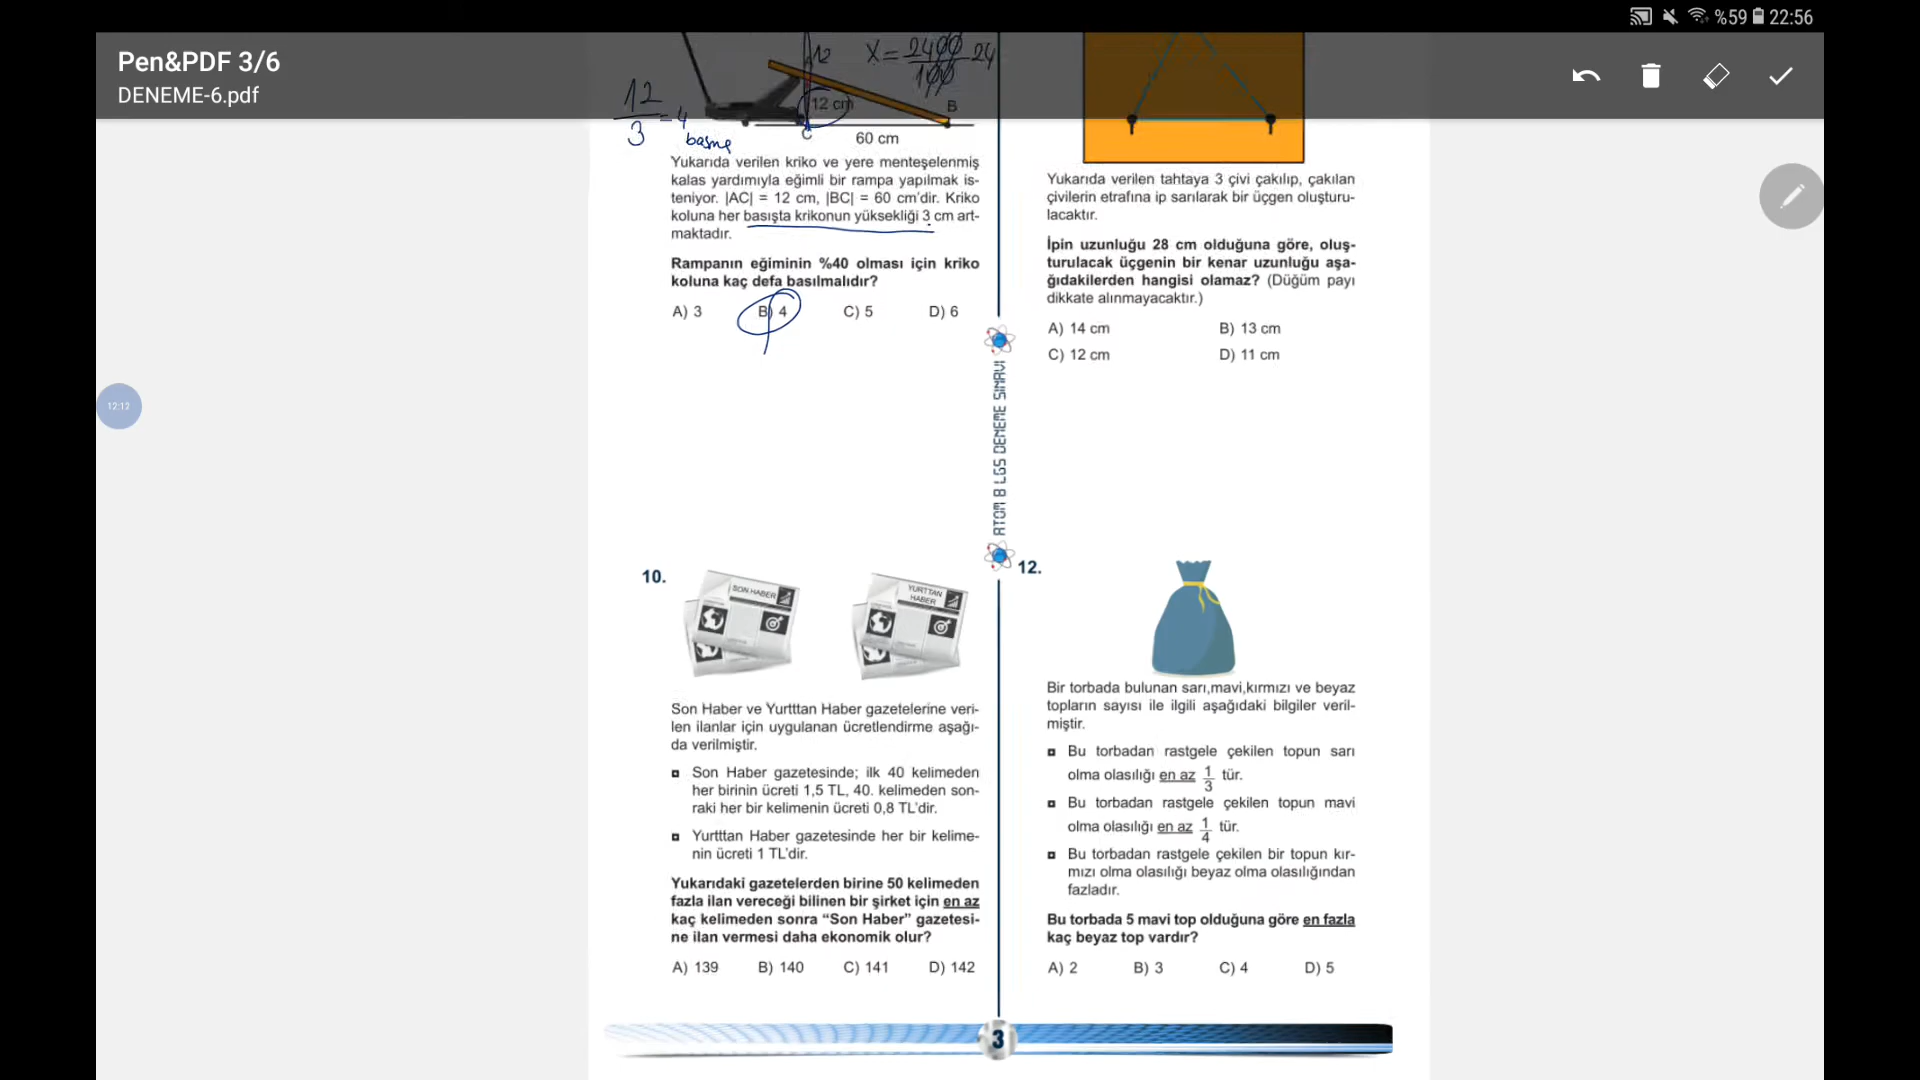 %59 22:56
Pen&PDF 3/6
DENEME-6.pdf
12
x = 2400 24
100
12
3 = 4
basma
12 cm
B
C
60 cm
Yukarıda verilen kriko ve yere menteşelenmiş
kalas yardımıyla eğimli bir rampa yapılmak is-
teniyor. |AC| = 12 cm, |BC| = 60 cm'dir. Kriko
koluna her basışta krikonun yüksekliği 3 cm art-
maktadır.
Rampanın eğiminin %40 olması için kriko
koluna kaç defa basılmalıdır?
A) 3 B) 4 C) 5 D) 6
12:12
10.
SON HABER
YURTTAN
HABER
Son Haber ve Yurtttan Haber gazetelerine veri-
len ilanlar için uygulanan ücretlendirme aşağı-
da verilmiştir.
Son Haber gazetesinde; ilk 40 kelimeden
her birinin ücreti 1,5 TL, 40. kelimeden son-
raki her bir kelimenin ücreti 0,8 TL'dir.
Yurtttan Haber gazetesinde her bir kelime-
nin ücreti 1 TL'dir.
Yukarıdaki gazetelerden birine 50 kelimeden
fazla ilan vereceği bilinen bir şirket için en az
kaç kelimeden sonra “Son Haber” gazetesi-
ne ilan vermesi daha ekonomik olur?
A) 139 B) 140 C) 141 D) 142
ATOM 8 LGS DENEME SINAVI
Yukarıda verilen tahtaya 3 çivi çakılıp, çakılan
çivilerin etrafına ip sarılarak bir üçgen oluşturu-
lacaktır.
İpin uzunluğu 28 cm olduğuna göre, oluş-
turulacak üçgenin bir kenar uzunluğu aşa-
ğıdakilerden hangisi olamaz? (Düğüm payı
dikkate alınmayacaktır.)
A) 14 cm B) 13 cm
C) 12 cm D) 11 cm
12.
Bir torbada bulunan sarı,mavi,kırmızı ve beyaz
topların sayısı ile ilgili aşağıdaki bilgiler veril-
miştir.
Bu torbadan rastgele çekilen topun sarı
olma olasılığı en az 1/3 tür.
Bu torbadan rastgele çekilen topun mavi
olma olasılığı en az 1/4 tür.
Bu torbadan rastgele çekilen bir topun kır-
mızı olma olasılığı beyaz olma olasılığından
fazladır.
Bu torbada 5 mavi top olduğuna göre en fazla
kaç beyaz top vardır?
A) 2 B) 3 C) 4 D) 5
3